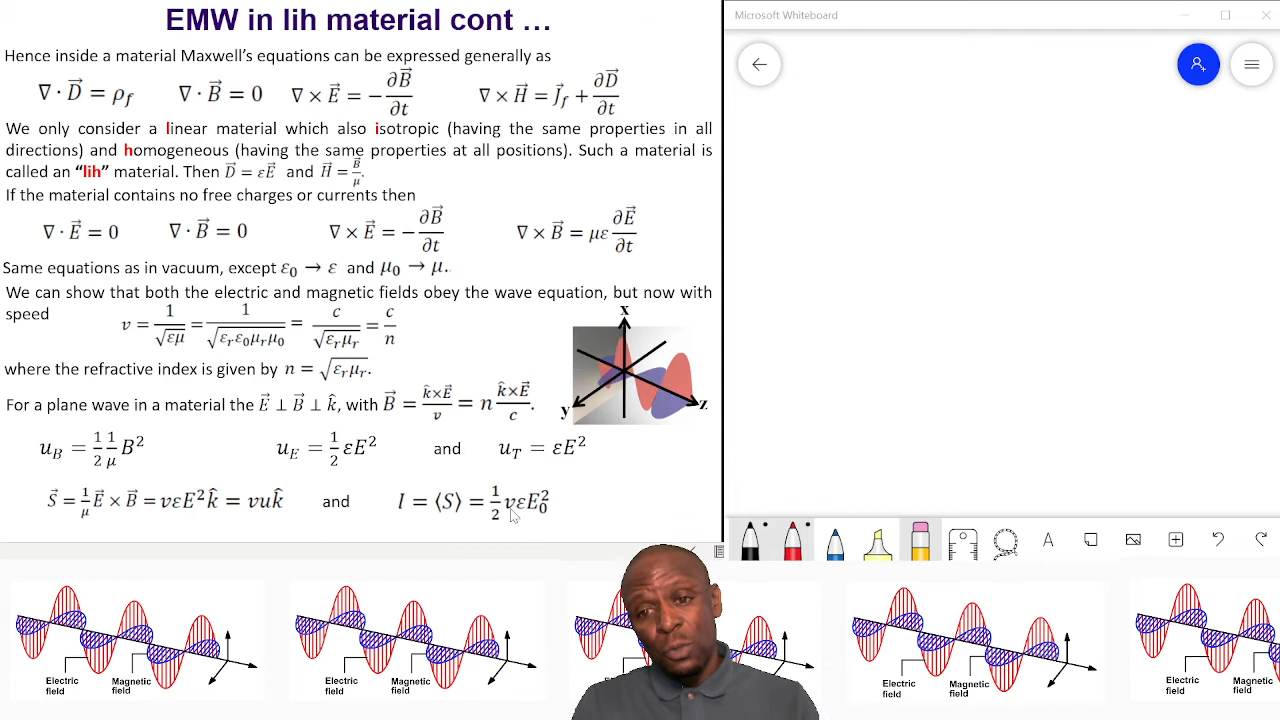 EMW in lih material cont …
Hence inside a material Maxwell's equations can be expressed generally as
∇ · D⃗ = ρ_f ∇ · B⃗ = 0 ∇ × E⃗ = −∂B⃗/∂t ∇ × H⃗ = J⃗_f + ∂D⃗/∂t
We only consider a linear material which also isotropic (having the same properties in all
directions) and homogeneous (having the same properties at all positions). Such a material is
called an "lih" material. Then D⃗ = εE⃗ and H⃗ = B⃗/μ.
If the material contains no free charges or currents then
∇ · E⃗ = 0 ∇ · B⃗ = 0 ∇ × E⃗ = −∂B⃗/∂t ∇ × B⃗ = με ∂E⃗/∂t
Same equations as in vacuum, except ε₀ → ε and μ₀ → μ..
We can show that both the electric and magnetic fields obey the wave equation, but now with
speed
v = 1/√(εμ) = 1/√(ε_rε₀μ_rμ₀) = c/√(ε_rμ_r) = c/n
where the refractive index is given by n = √(ε_rμ_r).
For a plane wave in a material the E⃗ ⊥ B⃗ ⊥ k̂, with B⃗ = (k̂×E⃗)/v = n (k̂×E⃗)/c.
x
y
z
u_B = 1/2 1/μ B² u_E = 1/2 εE² and u_T = εE²
S⃗ = 1/μ E⃗ × B⃗ = vεE²k̂ = vuk̂ and I = ⟨S⟩ = 1/2 vεE₀²
Microsoft Whiteboard
A
Electric
field
Magnetic
field
Electric
field
Magnetic
field
Electric
field
Magnetic
field
Electric
field
Magnetic
field